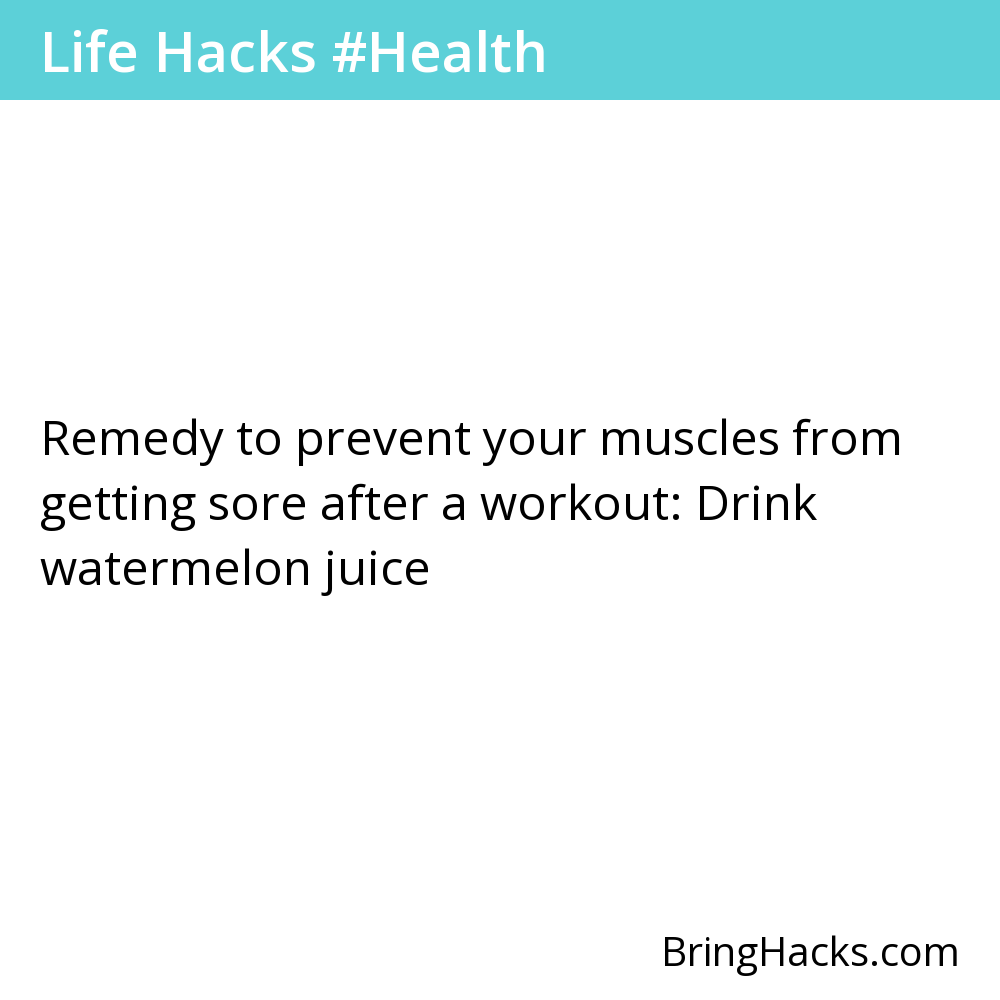 Life Hacks #Health
Remedy to prevent your muscles from
getting sore after a workout: Drink
watermelon juice
BringHacks.com